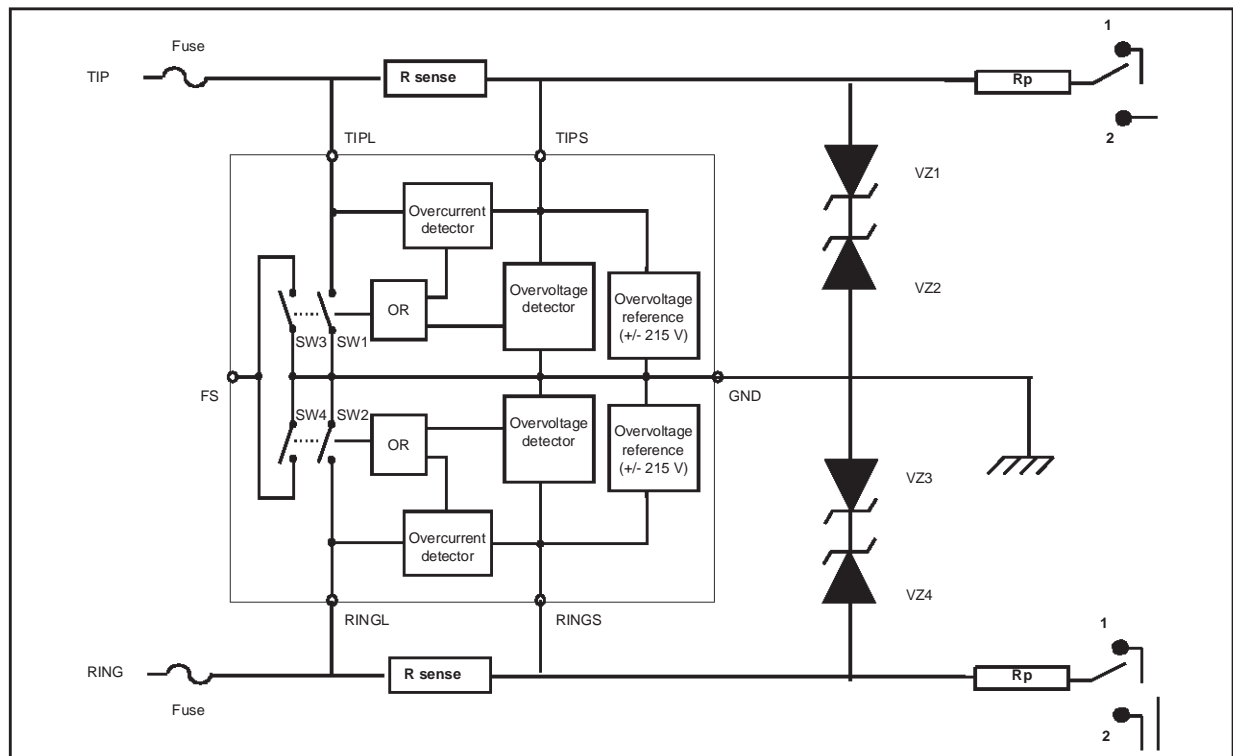 Fuse
1
TIP
R sense
Rp
2
TIPL
TIPS
VZ1
Overcurrent
detector
OR
Overvoltage
detector
Overvoltage
reference
(+/- 215 V)
VZ2
SW3
SW1
FS
GND
SW4
SW2
OR
Overvoltage
detector
Overvoltage
reference
(+/- 215 V)
VZ3
Overcurrent
detector
VZ4
RINGL
RINGS
1
RING
R sense
Rp
Fuse
2